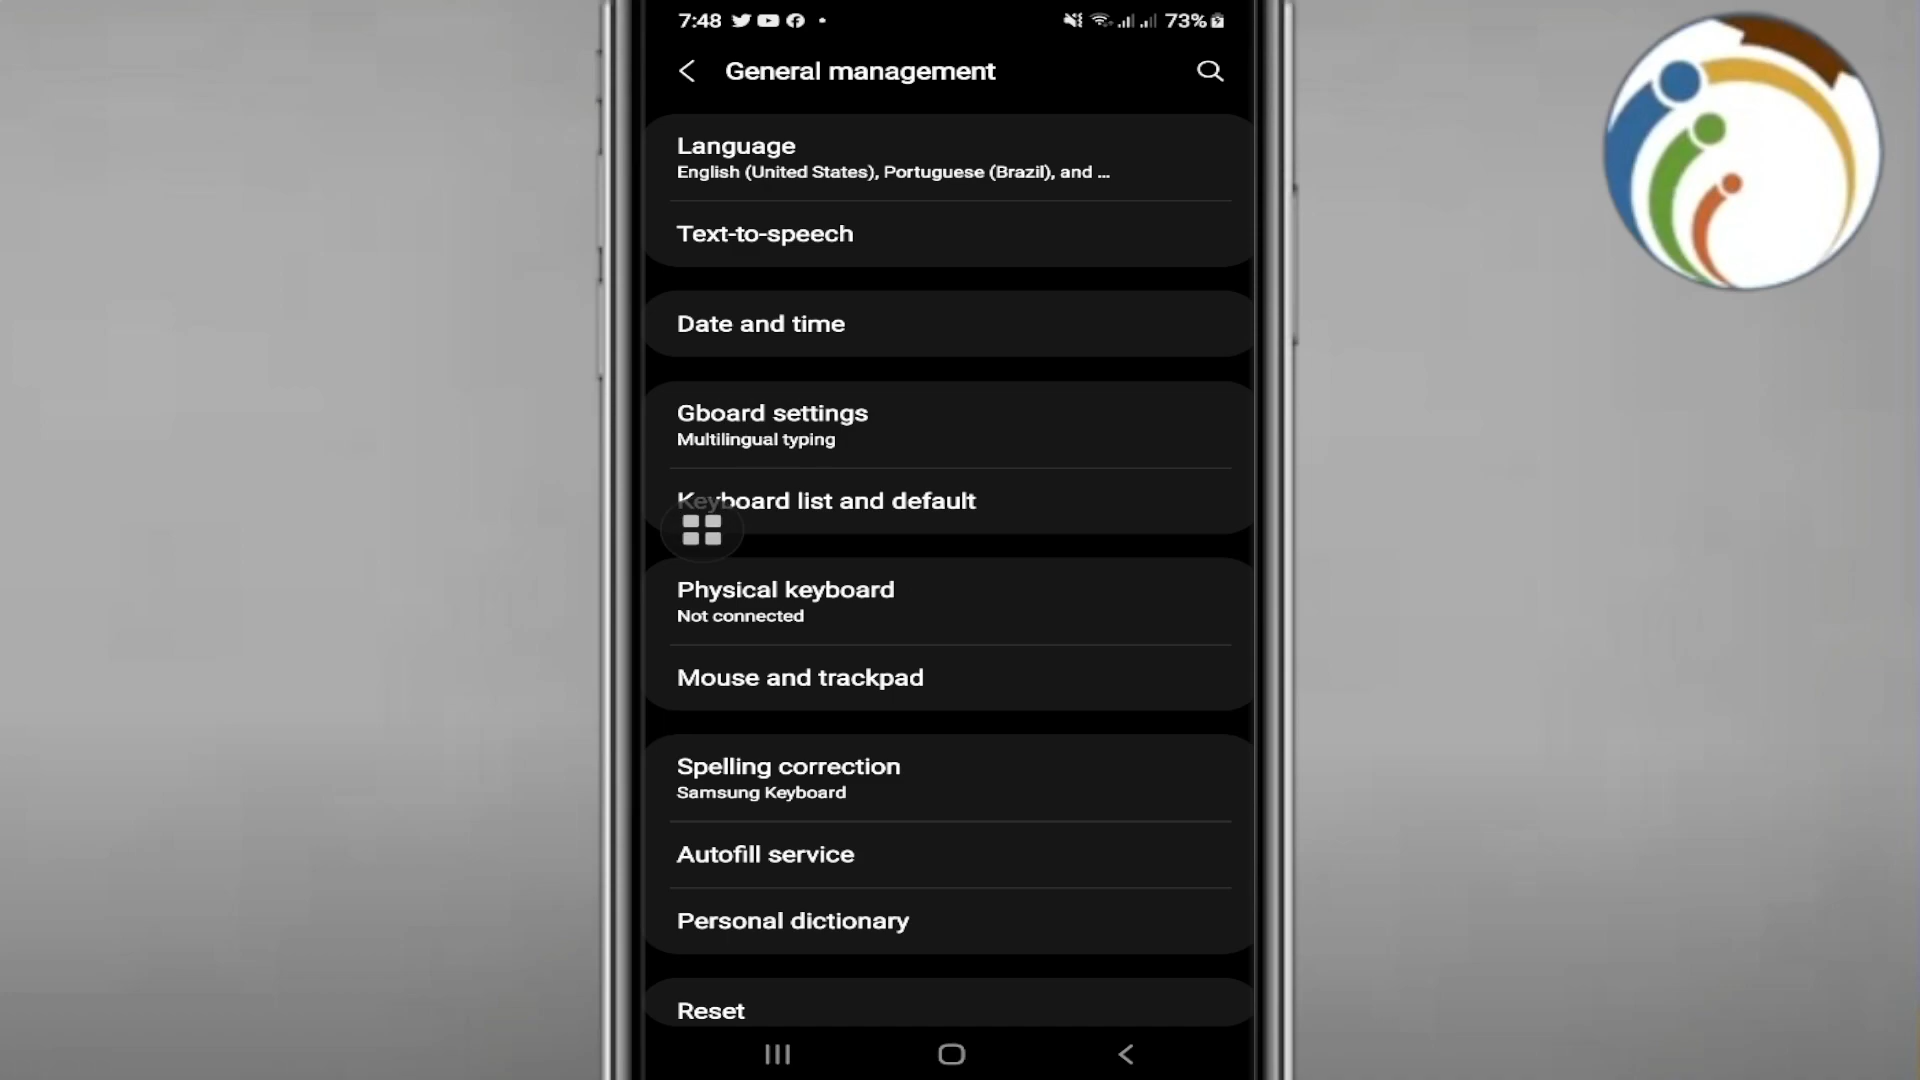 7:48 73%
General management
Language
English (United States), Portuguese (Brazil), and ...
Text-to-speech
Date and time
Gboard settings
Multilingual typing
Keyboard list and default
Physical keyboard
Not connected
Mouse and trackpad
Spelling correction
Samsung Keyboard
Autofill service
Personal dictionary
Reset